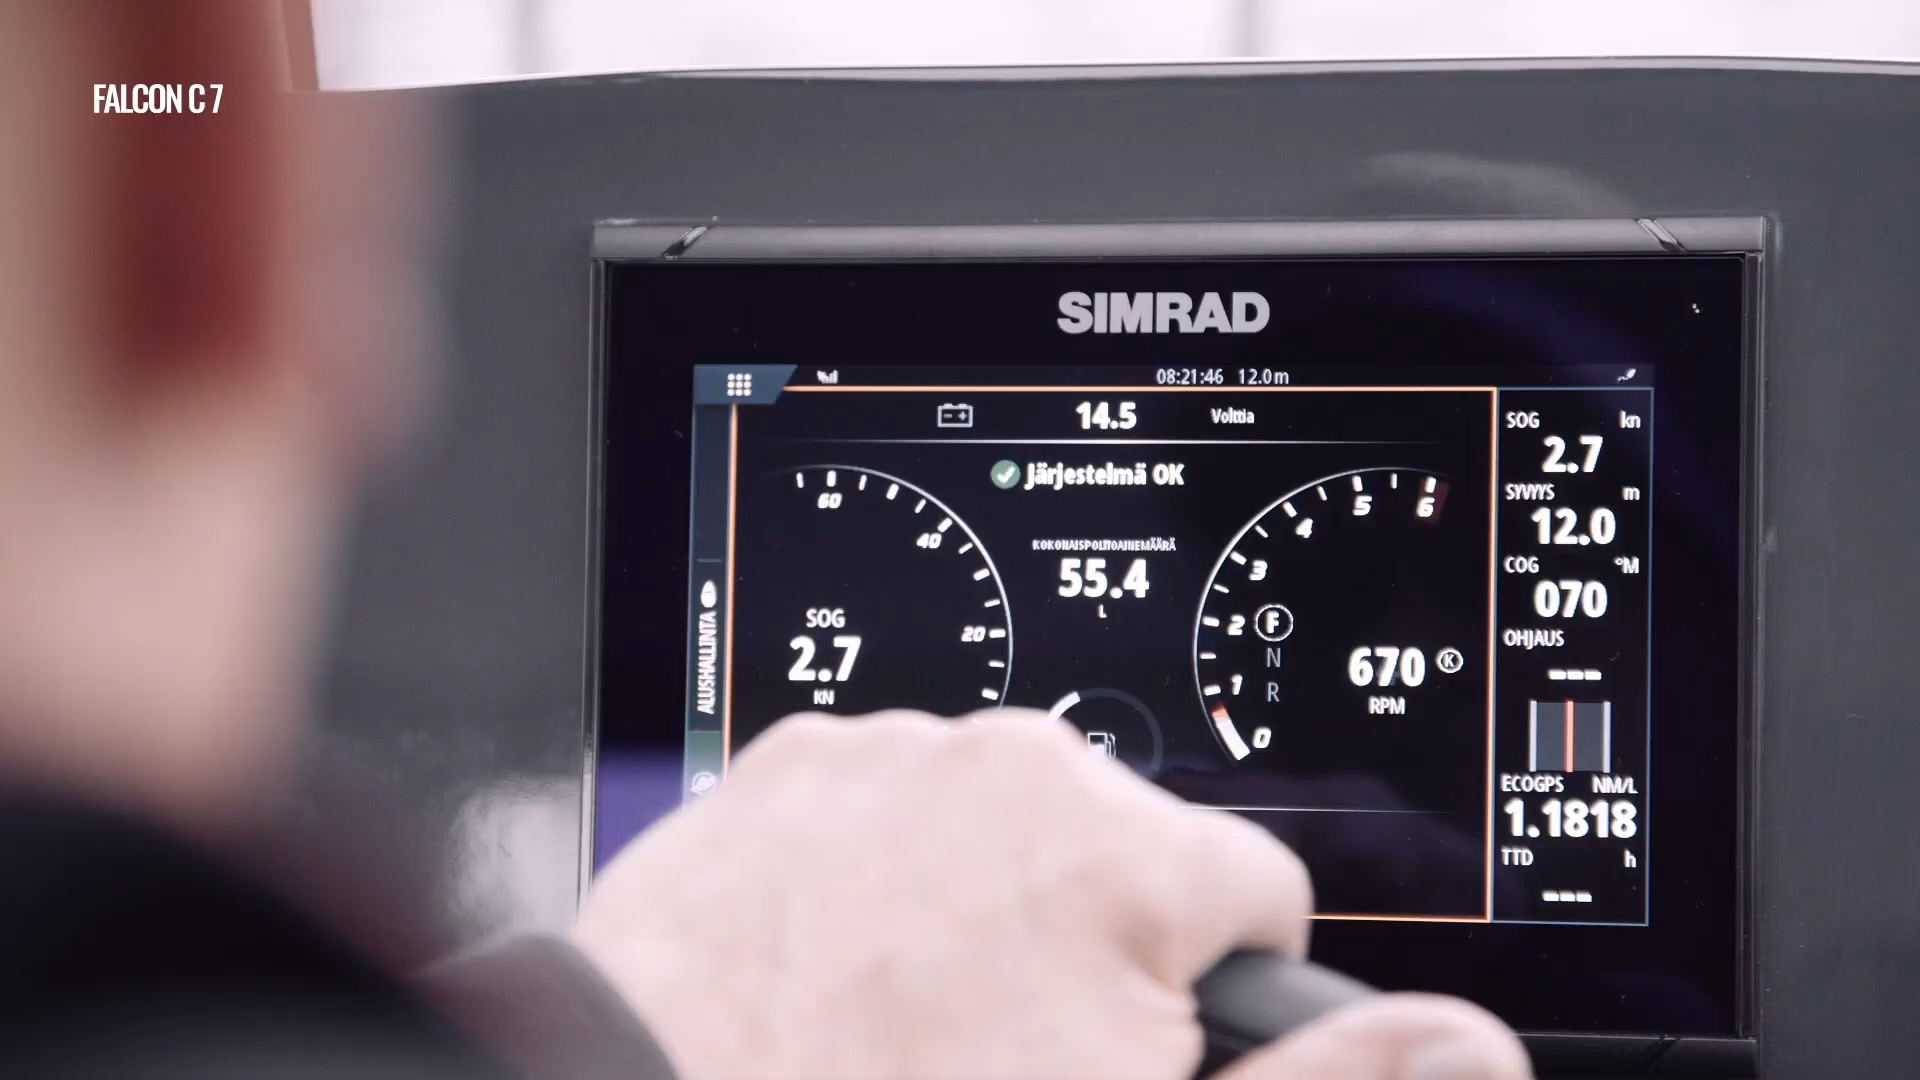 FALCON C 7
SIMRAD
08:21:46 12.0 m
14.5 Volttia
Järjestelmä OK
60
40
20
SOG
2.7
KN
KOKONAISPOLTTOAINEMÄÄRÄ
55.4
L
6
5
4
3
2
1
0
F
N
R
670 K
RPM
ALUSHALLINTA
SOG kn
2.7
SYVYYS m
12.0
COG °M
070
OHJAUS
---
ECOGPS NM/L
1.1818
TTD h
---